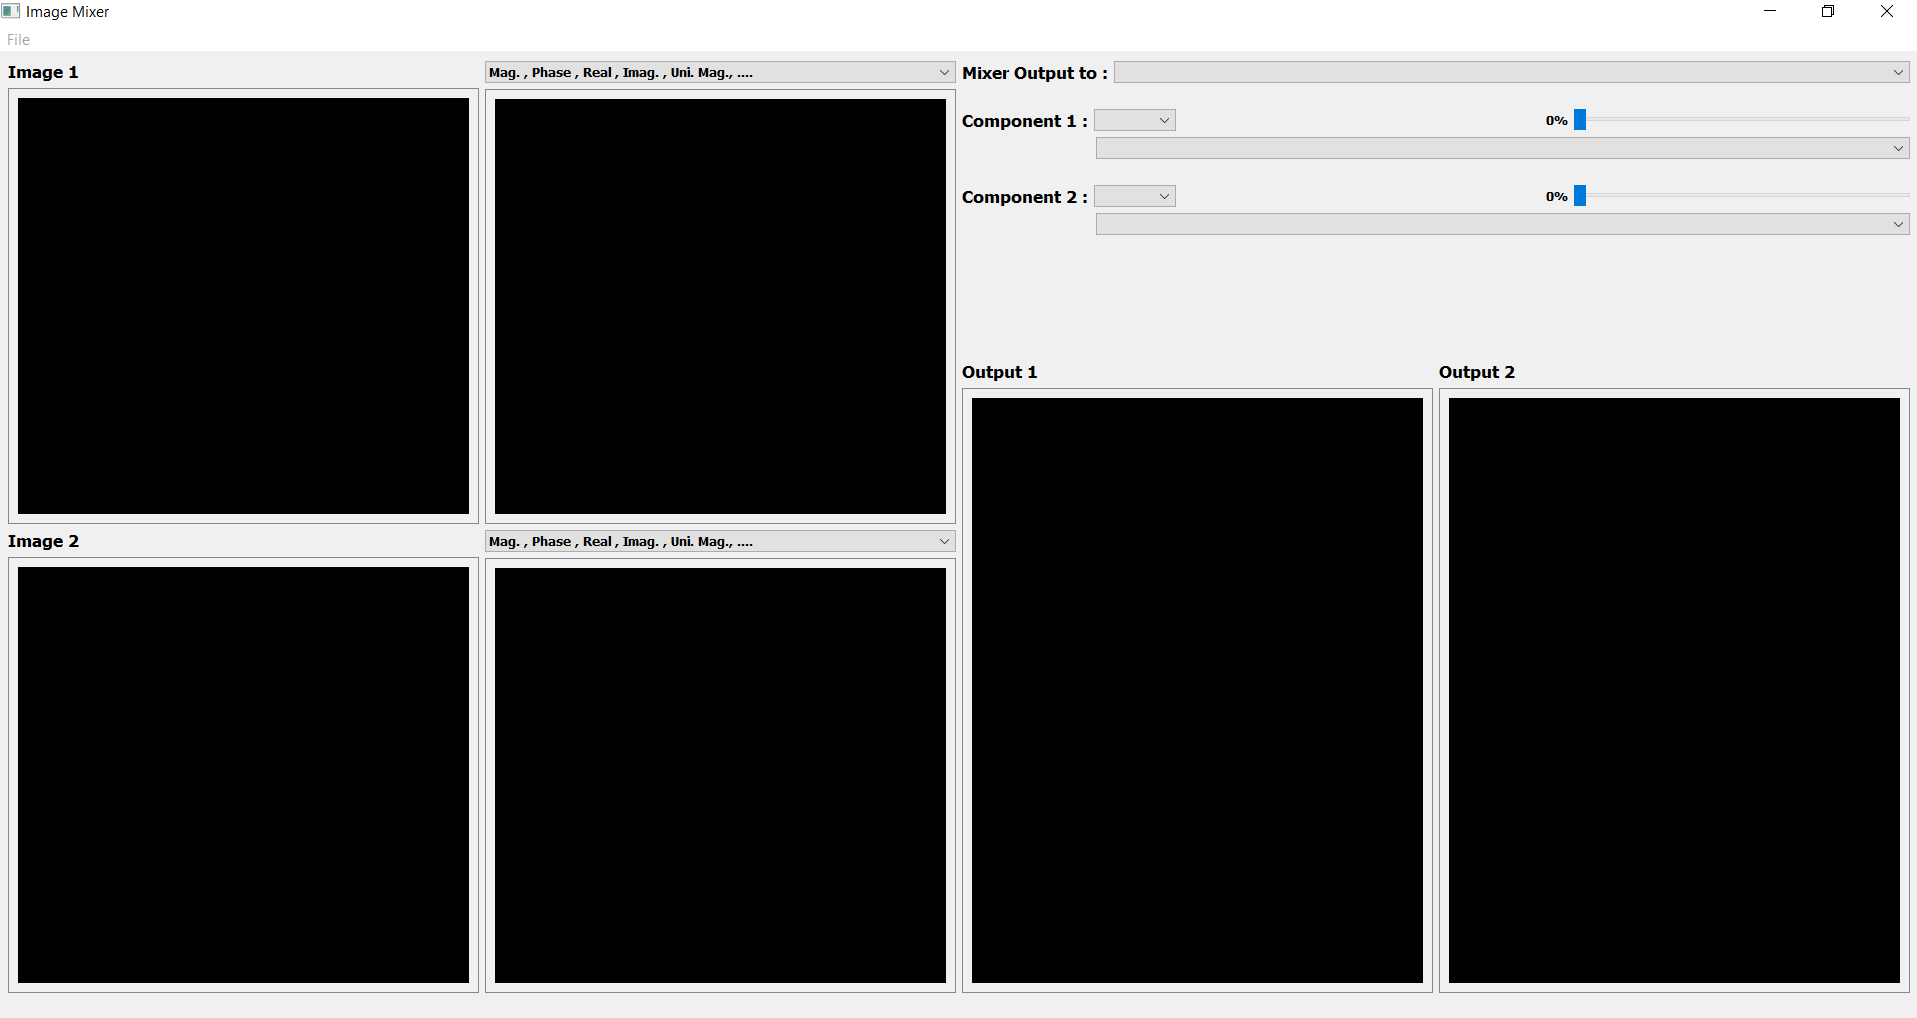 Image Mixer
File
Image 1
Mag. , Phase , Real , Imag. , Uni. Mag., ....
Mixer Output to :
Component 1 :
0%
Component 2 :
0%
Output 1
Output 2
Image 2
Mag. , Phase , Real , Imag. , Uni. Mag., ....